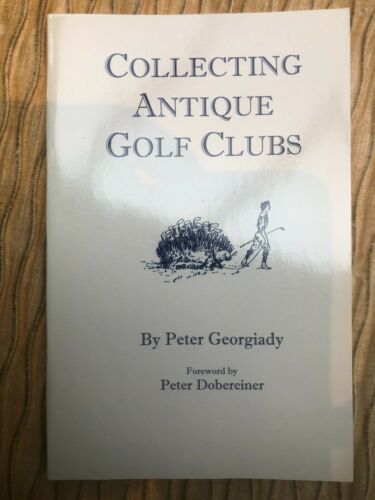 COLLECTING
ANTIQUE
GOLF CLUBS
By Peter Georgiady
Foreword by
Peter Dobereiner